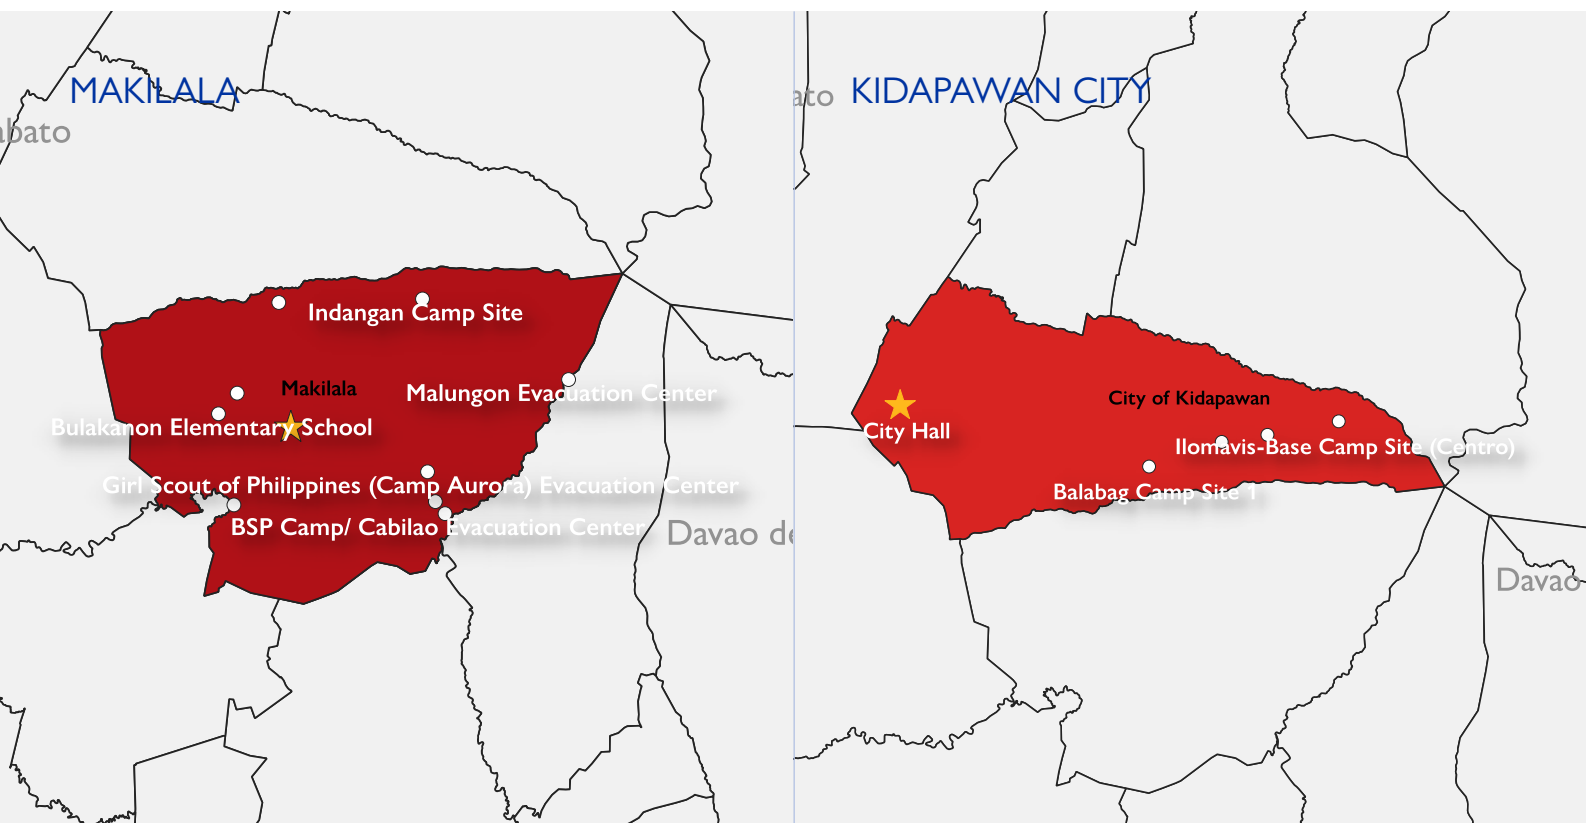 MAKILALA
abato
Indangan Camp Site
Makilala
Malungon Evacuation Center
Bulakanon Elementary School
Girl Scout of Philippines (Camp Aurora) Evacuation Center
BSP Camp/ Cabilao Evacuation Center
Davao de
ato
KIDAPAWAN CITY
City of Kidapawan
City Hall
Ilomavis-Base Camp Site (Centro)
Balabag Camp Site 1
Davao